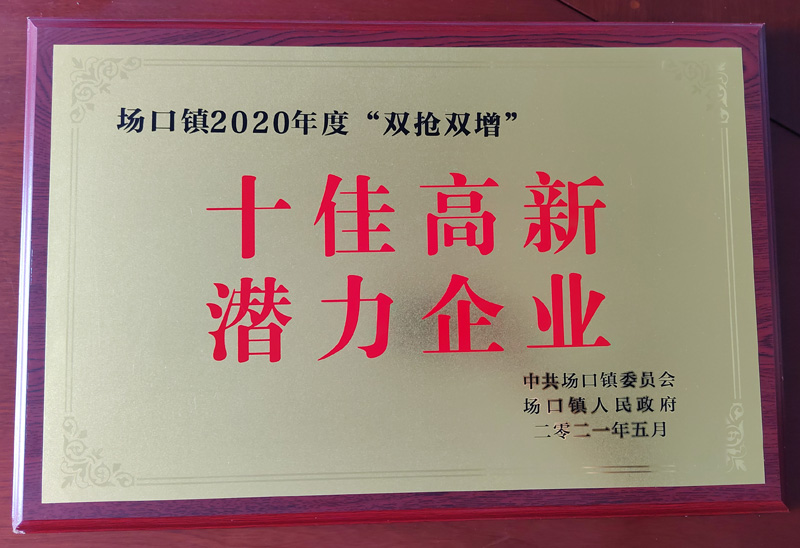 场口镇2020年度“双抢双增”
十佳高新
潜力企业
中共场口镇委员会
场口镇人民政府
二零二一年五月